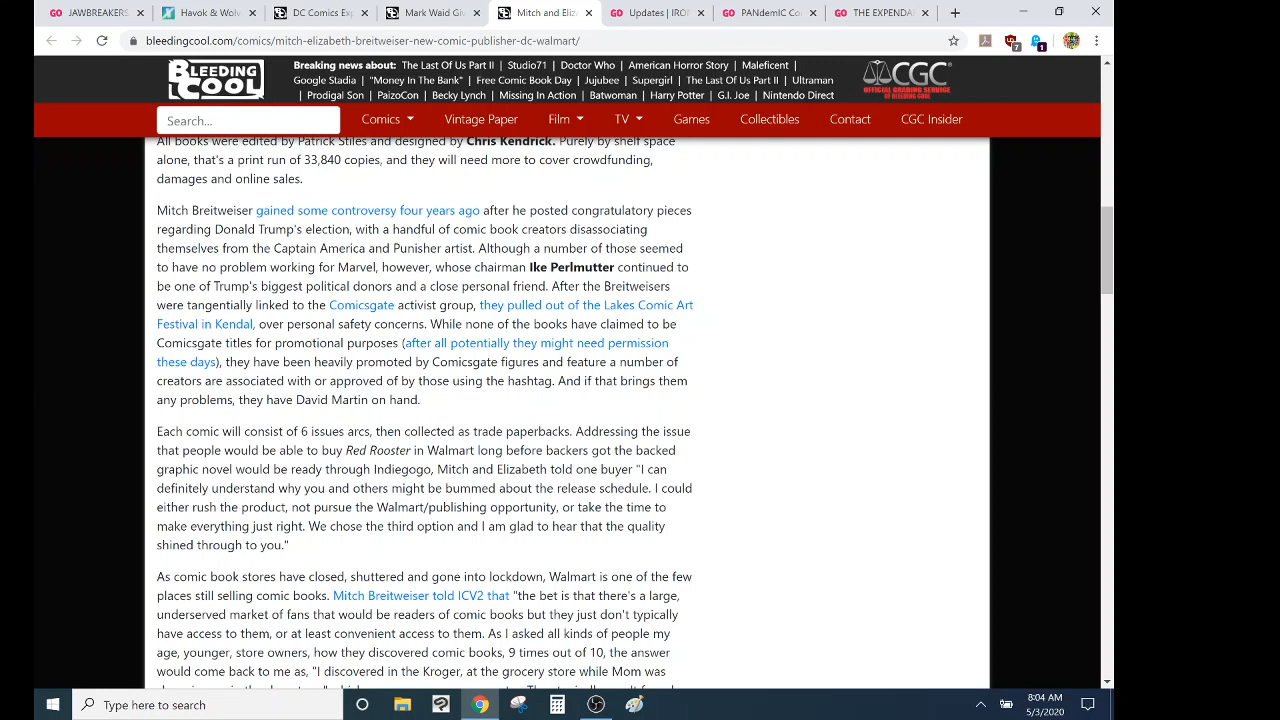 JAWBREAKERS:
Havok & Wolv
DC Comics Exp
Mark Waid Giv
Mitch and Eliz
Updates | IROI
PANdemIC Co
THE EXPENDA
bleedingcool.com/comics/mitch-elizabeth-breitweiser-new-comic-publisher-dc-walmart/
7
1
BLEEDING COOL
Breaking news about: The Last Of Us Part II | Studio71 | Doctor Who | American Horror Story | Maleficent |
Google Stadia | "Money In The Bank" | Free Comic Book Day | Jujubee | Supergirl | The Last Of Us Part II | Ultraman
| Prodigal Son | PaizoCon | Becky Lynch | Missing In Action | Batwoman | Harry Potter | G.I. Joe | Nintendo Direct
CGC
OFFICIAL GRADING SERVICE
OF BLEEDING COOL
Search...
Comics Vintage Paper Film TV Games Collectibles Contact CGC Insider
All books were edited by Patrick Stiles and designed by Chris Kendrick. Purely by shelf space
alone, that's a print run of 33,840 copies, and they will need more to cover crowdfunding,
damages and online sales.
Mitch Breitweiser gained some controversy four years ago after he posted congratulatory pieces
regarding Donald Trump's election, with a handful of comic book creators disassociating
themselves from the Captain America and Punisher artist. Although a number of those seemed
to have no problem working for Marvel, however, whose chairman Ike Perlmutter continued to
be one of Trump's biggest political donors and a close personal friend. After the Breitweisers
were tangentially linked to the Comicsgate activist group, they pulled out of the Lakes Comic Art
Festival in Kendal, over personal safety concerns. While none of the books have claimed to be
Comicsgate titles for promotional purposes (after all potentially they might need permission
these days), they have been heavily promoted by Comicsgate figures and feature a number of
creators are associated with or approved of by those using the hashtag. And if that brings them
any problems, they have David Martin on hand.
Each comic will consist of 6 issues arcs, then collected as trade paperbacks. Addressing the issue
that people would be able to buy Red Rooster in Walmart long before backers got the backed
graphic novel would be ready through Indiegogo, Mitch and Elizabeth told one buyer "I can
definitely understand why you and others might be bummed about the release schedule. I could
either rush the product, not pursue the Walmart/publishing opportunity, or take the time to
make everything just right. We chose the third option and I am glad to hear that the quality
shined through to you."
As comic book stores have closed, shuttered and gone into lockdown, Walmart is one of the few
places still selling comic books. Mitch Breitweiser told ICV2 that "the bet is that there's a large,
underserved market of fans that would be readers of comic books but they just don't typically
have access to them, or at least convenient access to them. As I asked all kinds of people my
age, younger, store owners, how they discovered comic books, 9 times out of 10, the answer
would come back to me as, "I discovered in the Kroger, at the grocery store while Mom was
Type here to search
8:04 AM
5/3/2020